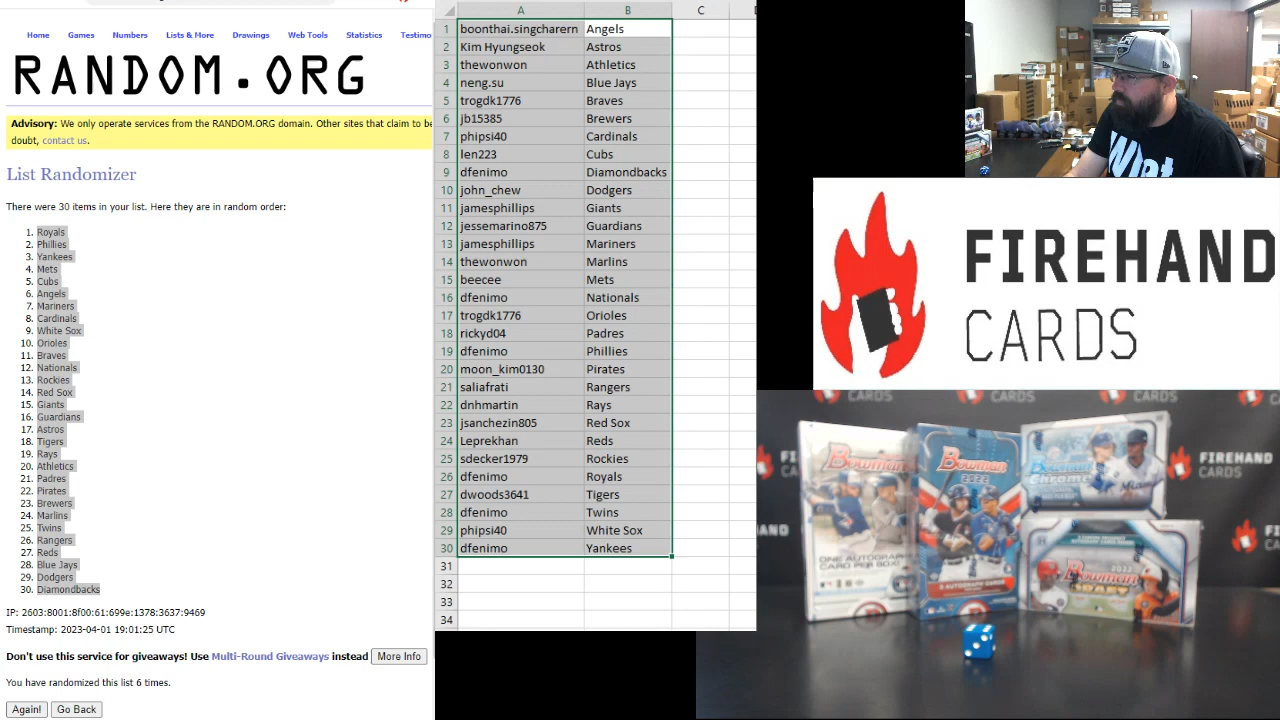 Home Games Numbers Lists & More Drawings Web Tools Statistics Testimo
RANDOM.ORG
Advisory: We only operate services from the RANDOM.ORG domain. Other sites that claim to be
doubt, contact us.
List Randomizer
There were 30 items in your list. Here they are in random order:
1. Royals
2. Phillies
3. Yankees
4. Mets
5. Cubs
6. Angels
7. Mariners
8. Cardinals
9. White Sox
10. Orioles
11. Braves
12. Nationals
13. Rockies
14. Red Sox
15. Giants
16. Guardians
17. Astros
18. Tigers
19. Rays
20. Athletics
21. Padres
22. Pirates
23. Brewers
24. Marlins
25. Twins
26. Rangers
27. Reds
28. Blue Jays
29. Dodgers
30. Diamondbacks
IP: 2603:8001:8f00:61:699e:1378:3637:9469
Timestamp: 2023-04-01 19:01:25 UTC
Don't use this service for giveaways! Use Multi-Round Giveaways instead More Info
You have randomized this list 6 times.
Again! Go Back
A B C
1 boonthai.singcharern Angels
2 Kim Hyungseok Astros
3 thewonwon Athletics
4 neng.su Blue Jays
5 trogdk1776 Braves
6 jb15385 Brewers
7 phipsi40 Cardinals
8 len223 Cubs
9 dfenimo Diamondbacks
10 john_chew Dodgers
11 jamesphillips Giants
12 jessemarino875 Guardians
13 jamesphillips Mariners
14 thewonwon Marlins
15 beecee Mets
16 dfenimo Nationals
17 trogdk1776 Orioles
18 rickyd04 Padres
19 dfenimo Phillies
20 moon_kim0130 Pirates
21 saliafrati Rangers
22 dnhmartin Rays
23 jsanchezin805 Red Sox
24 Leprekhan Reds
25 sdecker1979 Rockies
26 dfenimo Royals
27 dwoods3641 Tigers
28 dfenimo Twins
29 phipsi40 White Sox
30 dfenimo Yankees
31
32
33
34
FIREHAND
CARDS
CARDS
CARDS
CARDS
FIREHAND
CARDS
FIREHAND
CARDS
Bowman
ONE AUTOGRAPH
CARD PER BOX!
Bowman
2022
Bowman
Chrome
Miami
2022
Bowman
DRAFT